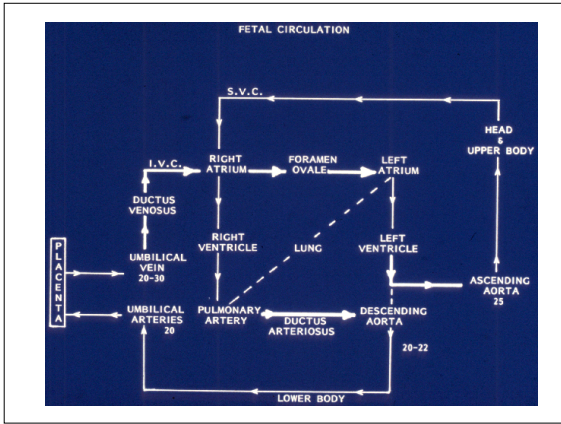 FETAL CIRCULATION
S.V.C.
HEAD
&
UPPER BODY
I.V.C.
RIGHT
ATRIUM
FORAMEN
OVALE
LEFT
ATRIUM
DUCTUS
VENOSUS
RIGHT
VENTRICLE
LUNG
LEFT
VENTRICLE
PLACENTA
UMBILICAL
VEIN
20-30
ASCENDING
AORTA
25
UMBILICAL
ARTERIES
20
PULMONARY
ARTERY
DUCTUS
ARTERIOSUS
DESCENDING
AORTA
20-22
LOWER BODY